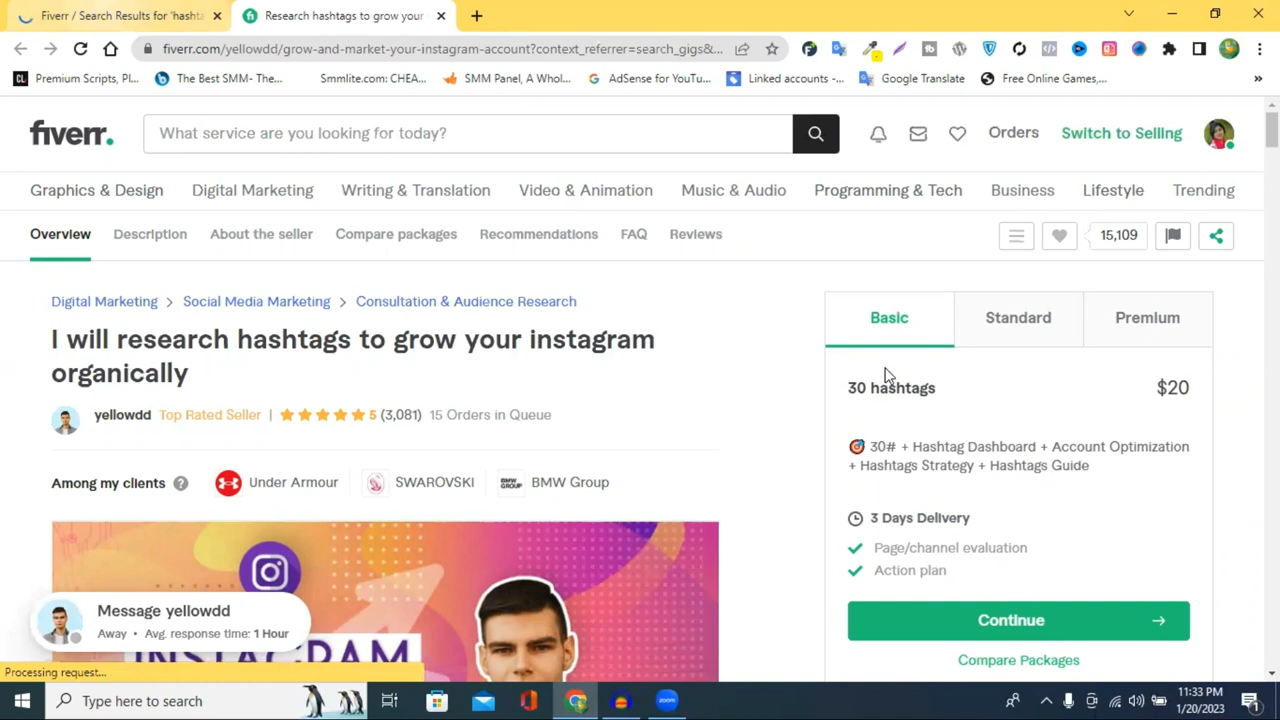 Fiverr / Search Results for 'hashta
Research hashtags to grow your
fiverr.com/yellowdd/grow-and-market-your-instagram-account?context_referrer=search_gigs&...
Premium Scripts, Pl...
The Best SMM- The...
Smmlite.com: CHEA...
SMM Panel, A Whol...
AdSense for YouTu...
Linked accounts -...
Google Translate
Free Online Games,...
fiverr.
What service are you looking for today?
Orders
Switch to Selling
Graphics & Design
Digital Marketing
Writing & Translation
Video & Animation
Music & Audio
Programming & Tech
Business
Lifestyle
Trending
Overview
Description
About the seller
Compare packages
Recommendations
FAQ
Reviews
15,109
Digital Marketing > Social Media Marketing > Consultation & Audience Research
I will research hashtags to grow your instagram
organically
yellowdd Top Rated Seller | 5 (3,081) 15 Orders in Queue
Among my clients ? Under Armour SWAROVSKI BMW GROUP BMW Group
INSTAGRAM
Message yellowdd
Away • Avg. response time: 1 Hour
Basic
Standard
Premium
30 hashtags $20
30# + Hashtag Dashboard + Account Optimization
+ Hashtags Strategy + Hashtags Guide
3 Days Delivery
Page/channel evaluation
Action plan
Continue
Compare Packages
Processing request...
Type here to search
zoom
11:33 PM
1/20/2023
1